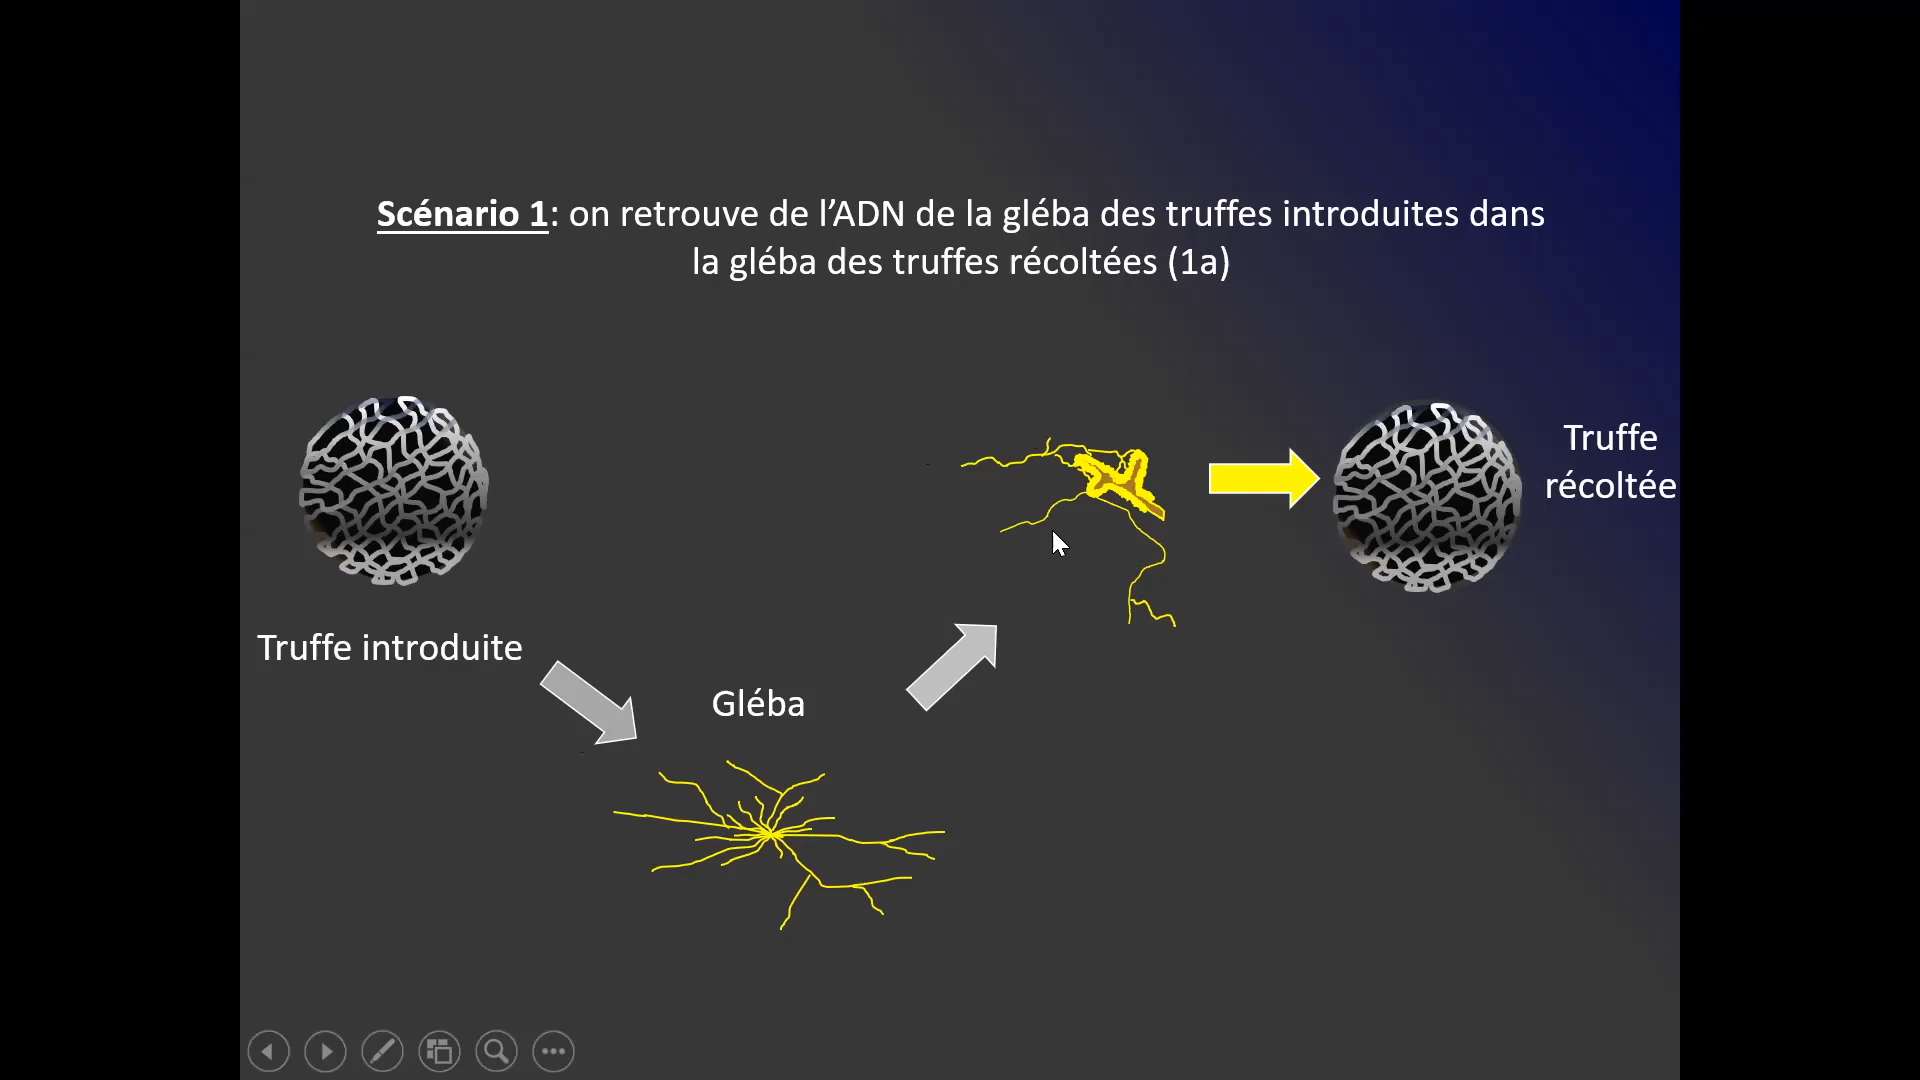 Scénario 1: on retrouve de l’ADN de la gléba des truffes introduites dans
la gléba des truffes récoltées (1a)
Truffe
récoltée
Truffe introduite
Gléba